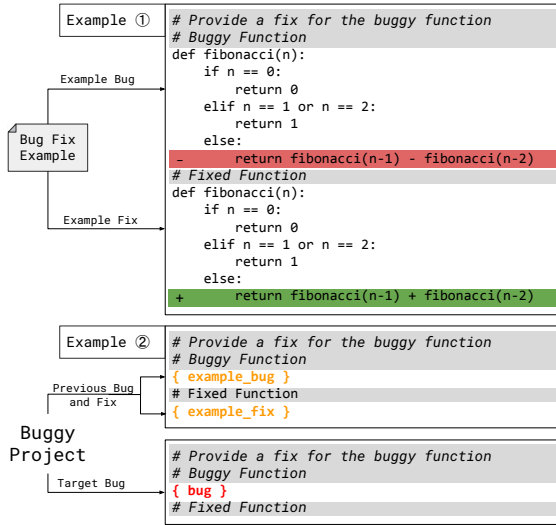 Example ①
# Provide a fix for the buggy function
# Buggy Function
def fibonacci(n):
    if n == 0:
        return 0
    elif n == 1 or n == 2:
        return 1
    else:
-        return fibonacci(n-1) - fibonacci(n-2)
# Fixed Function
def fibonacci(n):
    if n == 0:
        return 0
    elif n == 1 or n == 2:
        return 1
    else:
+        return fibonacci(n-1) + fibonacci(n-2)
Example Bug
Bug Fix
Example
Example Fix
Example ②
# Provide a fix for the buggy function
# Buggy Function
{ example_bug }
# Fixed Function
{ example_fix }
Previous Bug
and Fix
Buggy
Project
Target Bug
# Provide a fix for the buggy function
# Buggy Function
{ bug }
# Fixed Function